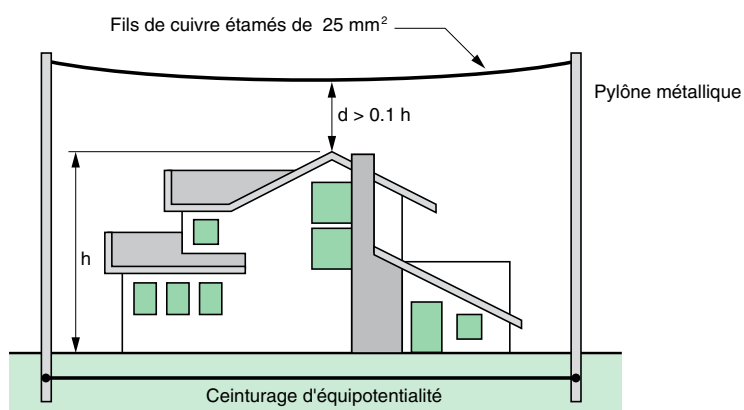 Fils de cuivre étamés de 25 mm²
Pylône métallique
d > 0.1 h
h
Ceinturage d'équipotentialité